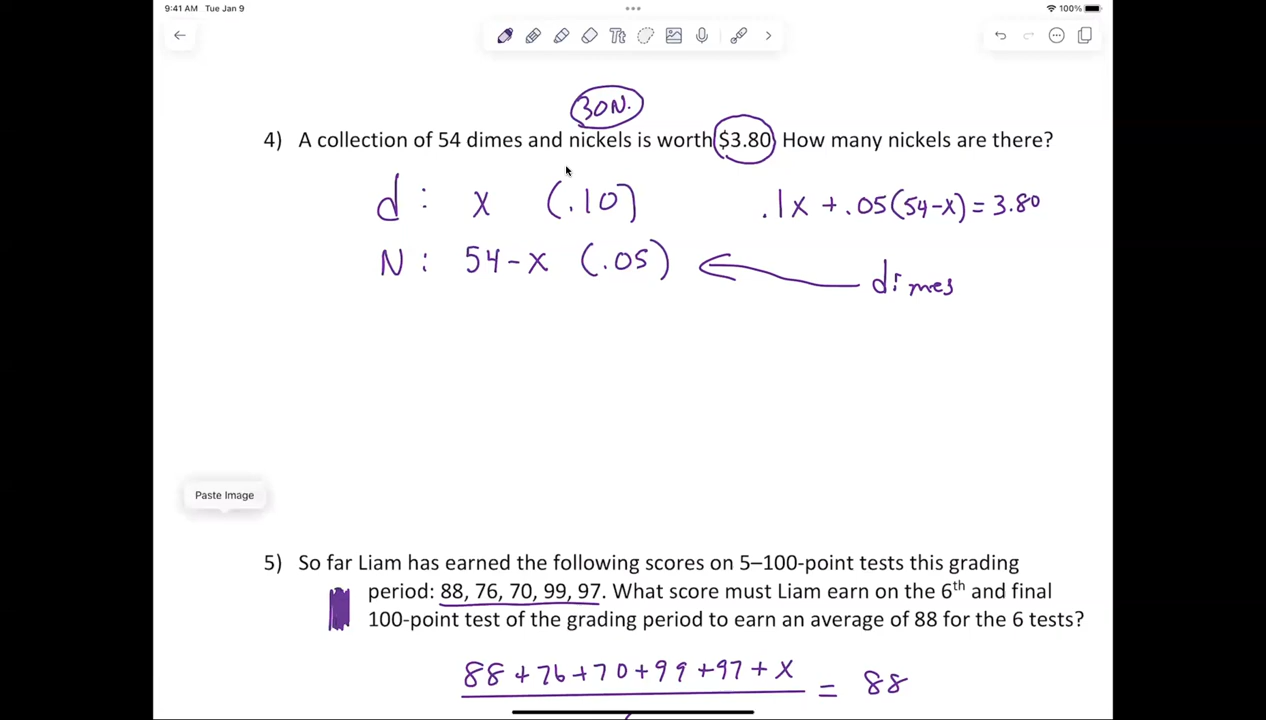 9:41 AM Tue Jan 9
100%
30N.
4) A collection of 54 dimes and nickels is worth $3.80. How many nickels are there?
d : x (.10)
.1x + .05(54-x) = 3.80
N : 54-x (.05)
dimes
Paste Image
5) So far Liam has earned the following scores on 5–100-point tests this grading
period: 88, 76, 70, 99, 97. What score must Liam earn on the 6th and final
100-point test of the grading period to earn an average of 88 for the 6 tests?
88 + 76 + 70 + 99 + 97 + x = 88